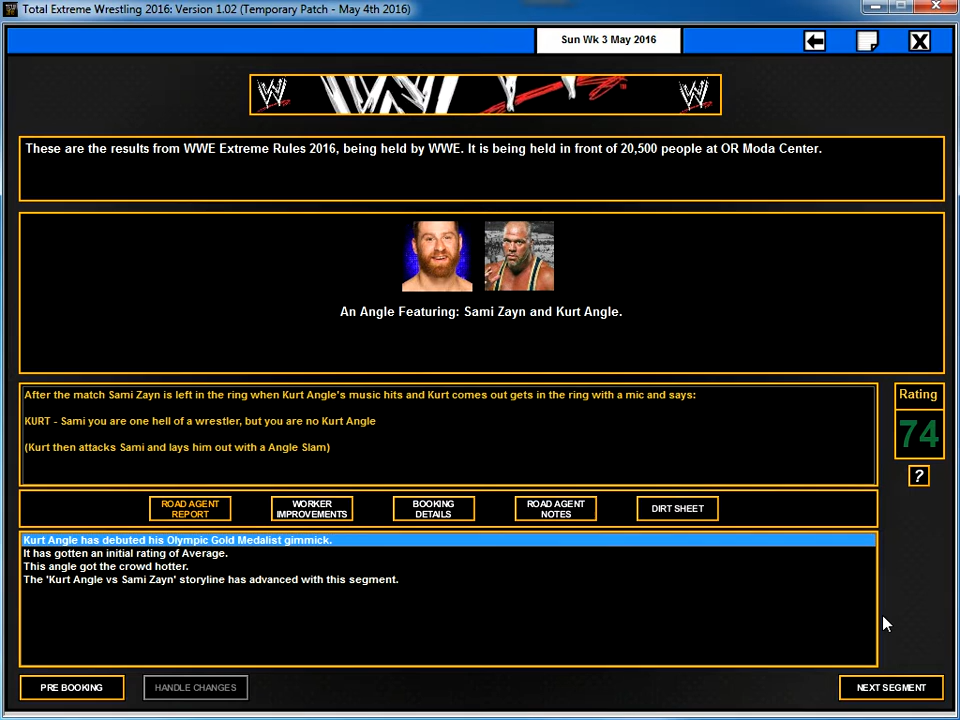 Total Extreme Wrestling 2016: Version 1.02 (Temporary Patch - May 4th 2016)
Sun Wk 3 May 2016
These are the results from WWE Extreme Rules 2016, being held by WWE. It is being held in front of 20,500 people at OR Moda Center.
An Angle Featuring: Sami Zayn and Kurt Angle.
After the match Sami Zayn is left in the ring when Kurt Angle's music hits and Kurt comes out gets in the ring with a mic and says:
KURT - Sami you are one hell of a wrestler, but you are no Kurt Angle
(Kurt then attacks Sami and lays him out with a Angle Slam)
Rating
74
?
ROAD AGENT REPORT
WORKER IMPROVEMENTS
BOOKING DETAILS
ROAD AGENT NOTES
DIRT SHEET
Kurt Angle has debuted his Olympic Gold Medalist gimmick.
It has gotten an initial rating of Average.
This angle got the crowd hotter.
The 'Kurt Angle vs Sami Zayn' storyline has advanced with this segment.
PRE BOOKING
HANDLE CHANGES
NEXT SEGMENT